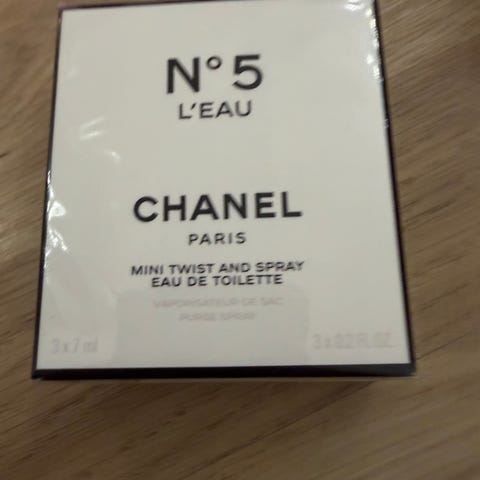 N°5
L'EAU
CHANEL
PARIS
MINI TWIST AND SPRAY
EAU DE TOILETTE
VAPORISATEUR DE SAC
PURSE SPRAY
3 x 7 ml
3 x 0.2 FL. OZ.